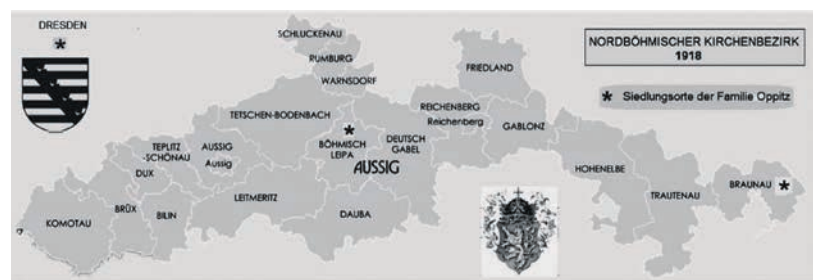 DRESDEN
*
NORDBÖHMISCHER KIRCHENBEZIRK
1918
* Siedlungsorte der Familie Oppitz
SCHLUCKENAU
RUMBURG
WARNSDORF
FRIEDLAND
TETSCHEN-BODENBACH
REICHENBERG
Reichenberg
GABLONZ
*
BÖHMISCH
LEIPA
DEUTSCH
GABEL
AUSSIG
TEPLITZ
-SCHÖNAU
AUSSIG
Aussig
DUX
KOMOTAU
BRÜX
BILIN
LEITMERITZ
DAUBA
HOHENELBE
TRAUTENAU
BRAUNAU *